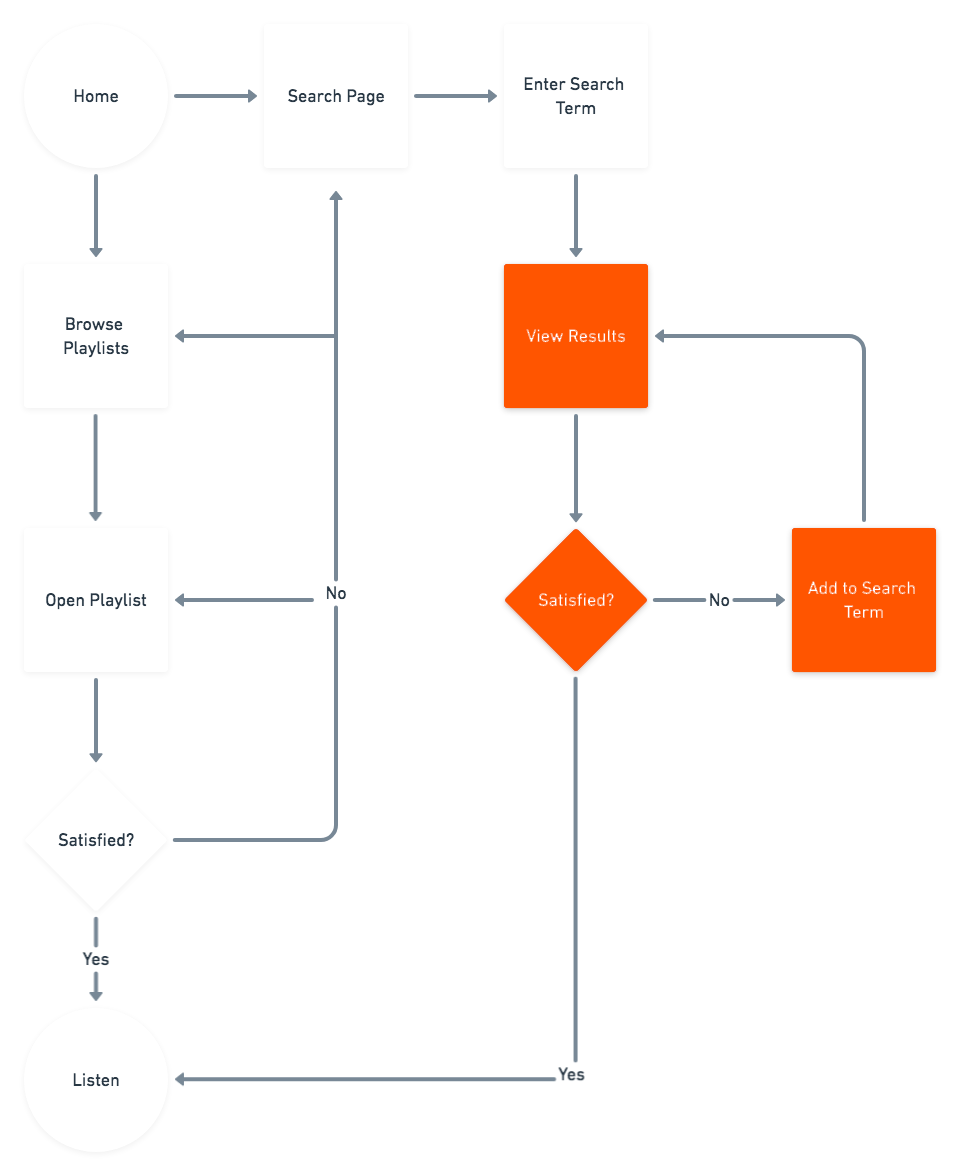 Home
Search Page
Enter Search
Term
Browse
Playlists
View Results
Open Playlist
No
Satisfied?
No
Add to Search
Term
Satisfied?
Yes
Listen
Yes